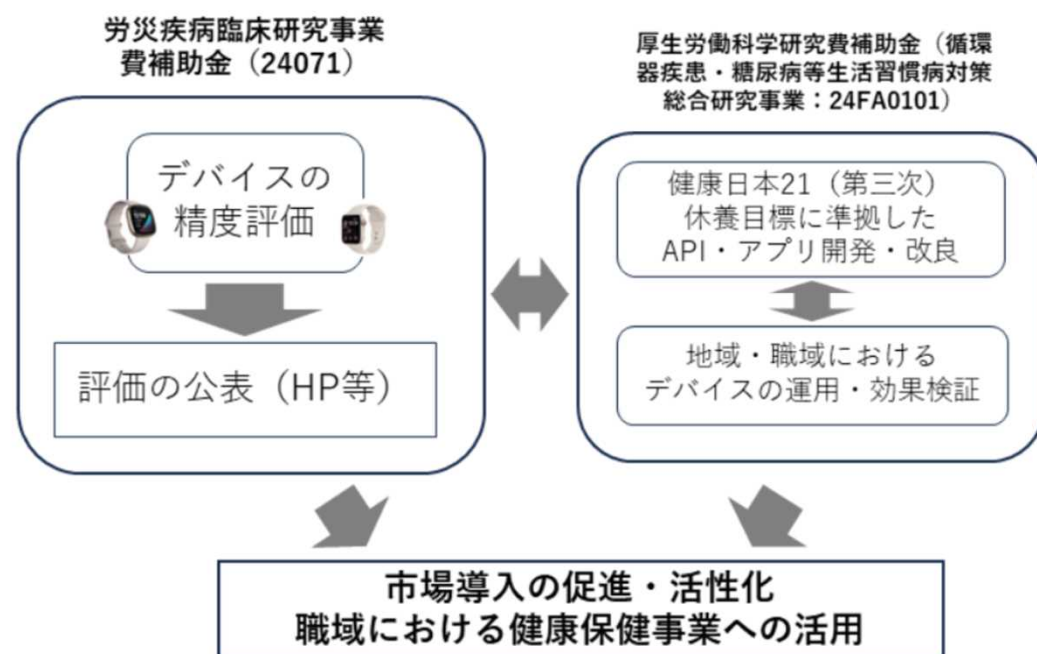 労災疾病臨床研究事業
費補助金（24071）
デバイスの
精度評価
評価の公表（HP等）
厚生労働科学研究費補助金（循環
器疾患・糖尿病等生活習慣病対策
総合研究事業：24FA0101）
健康日本21（第三次）
休養目標に準拠した
API・アプリ開発・改良
地域・職域における
デバイスの運用・効果検証
市場導入の促進・活性化
職域における健康保健事業への活用